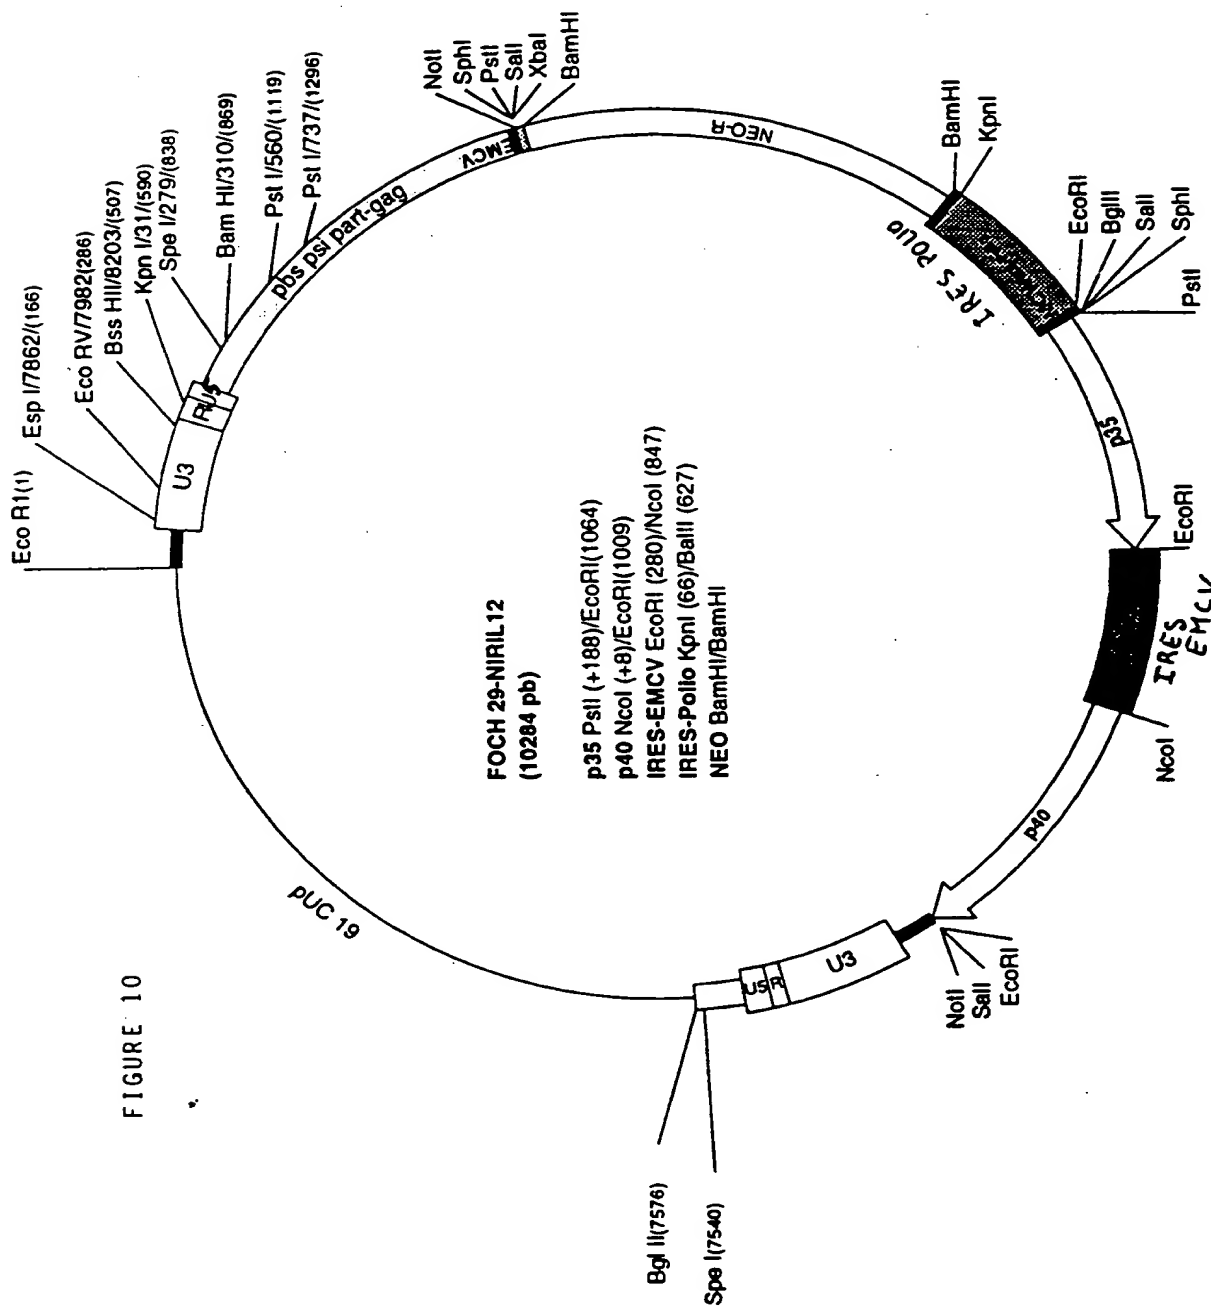 FIGURE 10
Eco R1(1)
Esp I/7862/(166)
Eco RV/7982(286)
Bss HII/8203/(507)
Kpn I/31/(590)
Spe I/279/(838)
Bam HI/310/(869)
Pst I/560/(1119)
Pst I/737/(1296)
NotI
SphI
PstI
SalI
XbaI
BamHI
U3
R
U5
pbs psi part-gag
EMCV
NEO-R
BamHI
KpnI
IRES POLIO
EcoRI
BglII
SalI
SphI
PstI
p35
EcoRI
IRES
EMCV
NcoI
p40
NotI
SalI
EcoRI
U3
R
U5
Bgl II(7576)
Spe I(7540)
pUC 19
FOCH 29-NIRIL12
(10284 pb)
p35 PstI (+188)/EcoRI(1064)
p40 NcoI (+8)/EcoRI(1009)
IRES-EMCV EcoRI (280)/NcoI (847)
IRES-Polio KpnI (66)/BalII (627)
NEO BamHI/BamHI